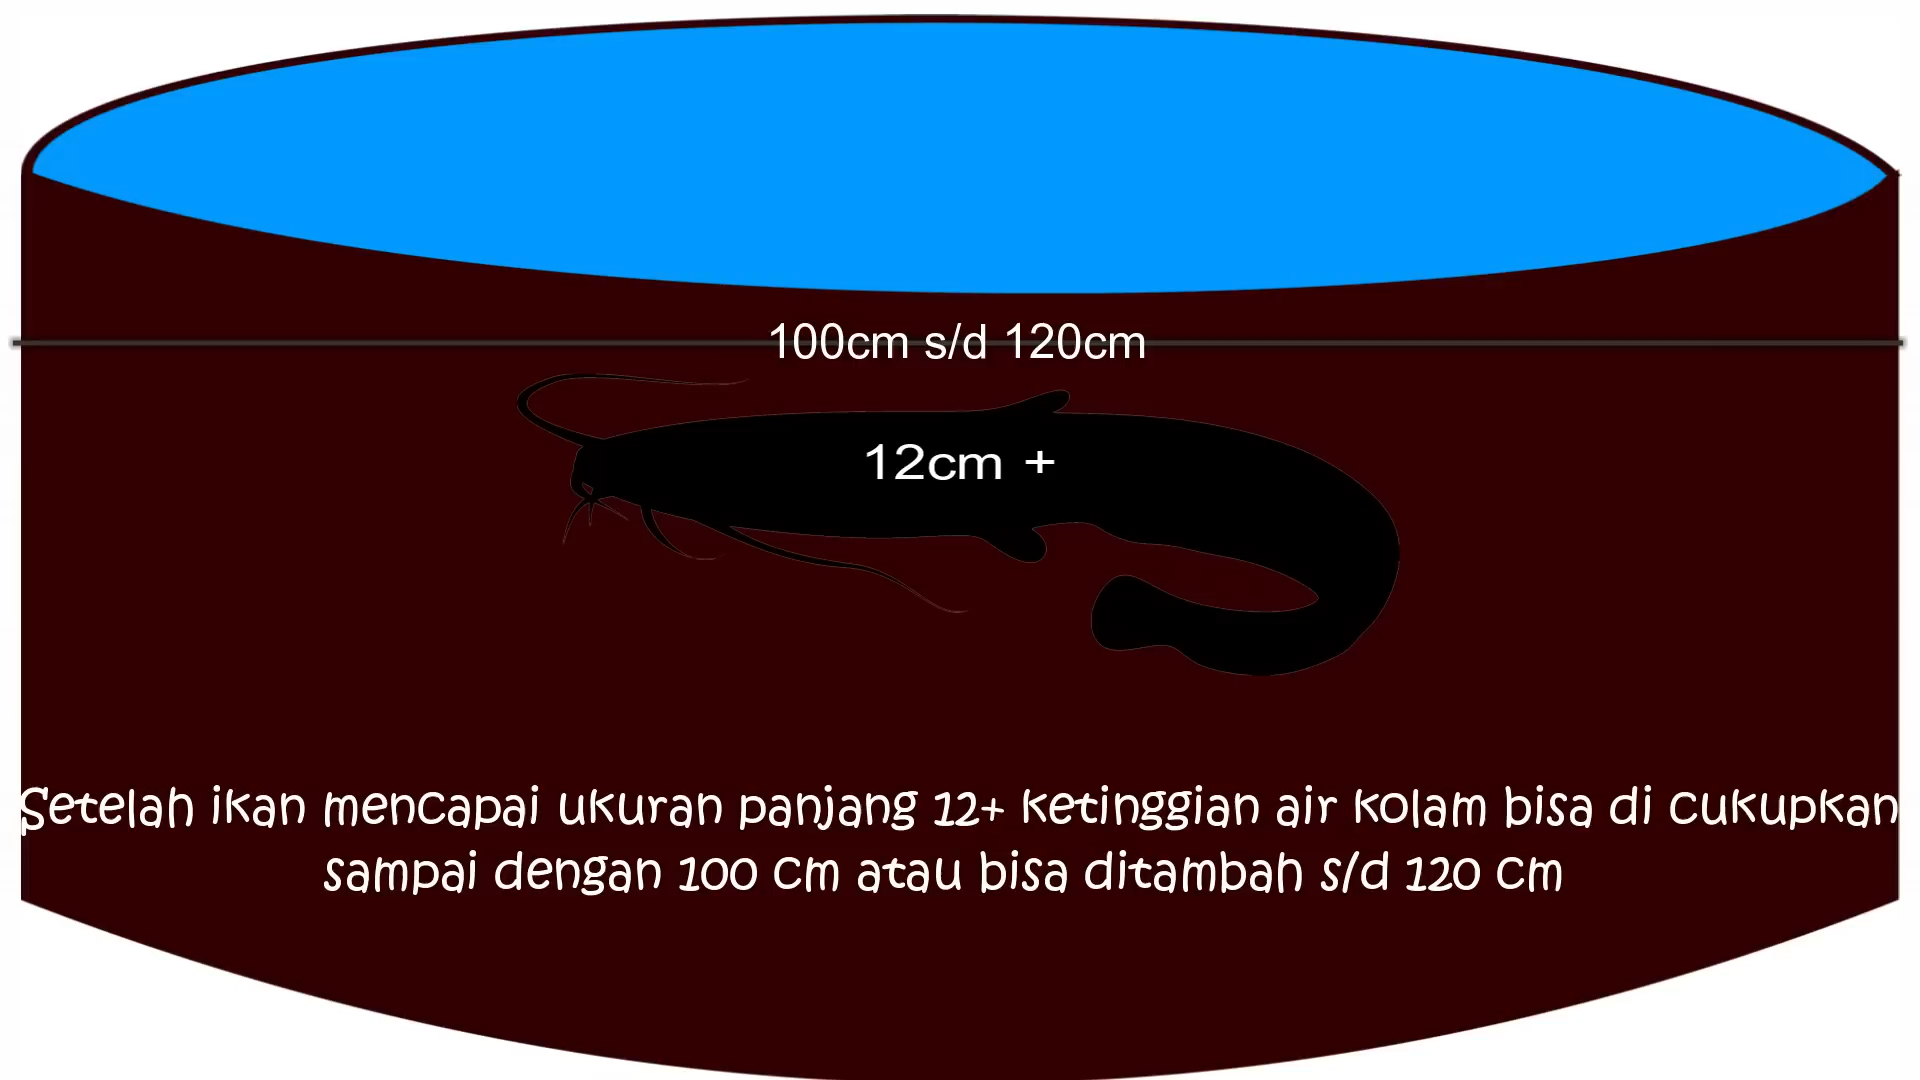 100cm s/d 120cm
12cm +
Setelah ikan mencapai ukuran panjang 12+ ketinggian air kolam bisa di cukupkan
sampai dengan 100 cm atau bisa ditambah s/d 120 cm